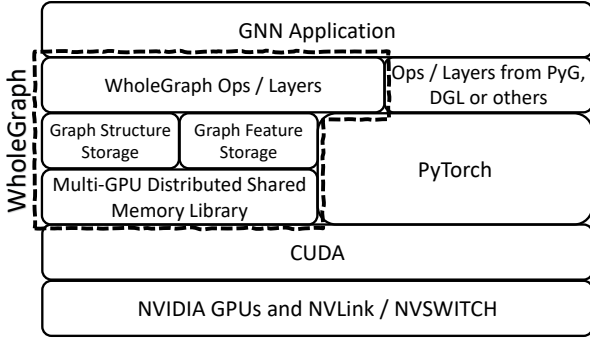 GNN Application
WholeGraph
WholeGraph Ops / Layers
Ops / Layers from PyG,
DGL or others
Graph Structure
Storage
Graph Feature
Storage
PyTorch
Multi-GPU Distributed Shared
Memory Library
CUDA
NVIDIA GPUs and NVLink / NVSWITCH